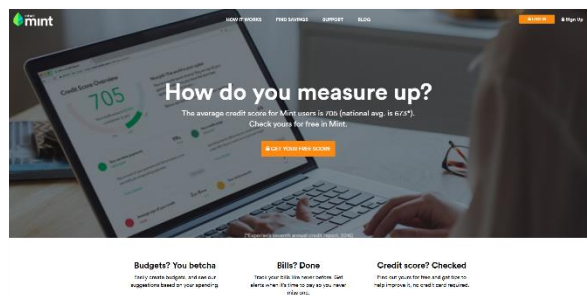 mint
HOW IT WORKS
FIND SAVINGS
SUPPORT
BLOG
LOG IN
Sign Up
Credit Score Overview
705
How do you measure up?
The average credit score for Mint users is 705 (national avg. is 673*).
Check yours for free in Mint.
GET YOUR FREE SCORE
Budgets? You betcha
Easily create budgets, and see our
suggestions based on your spending.
Bills? Done
Track your bills like never before. Get
alerts when it's time to pay so you never
miss one.
Credit score? Checked
Find out yours for free and get tips to
help improve it, no credit card required.